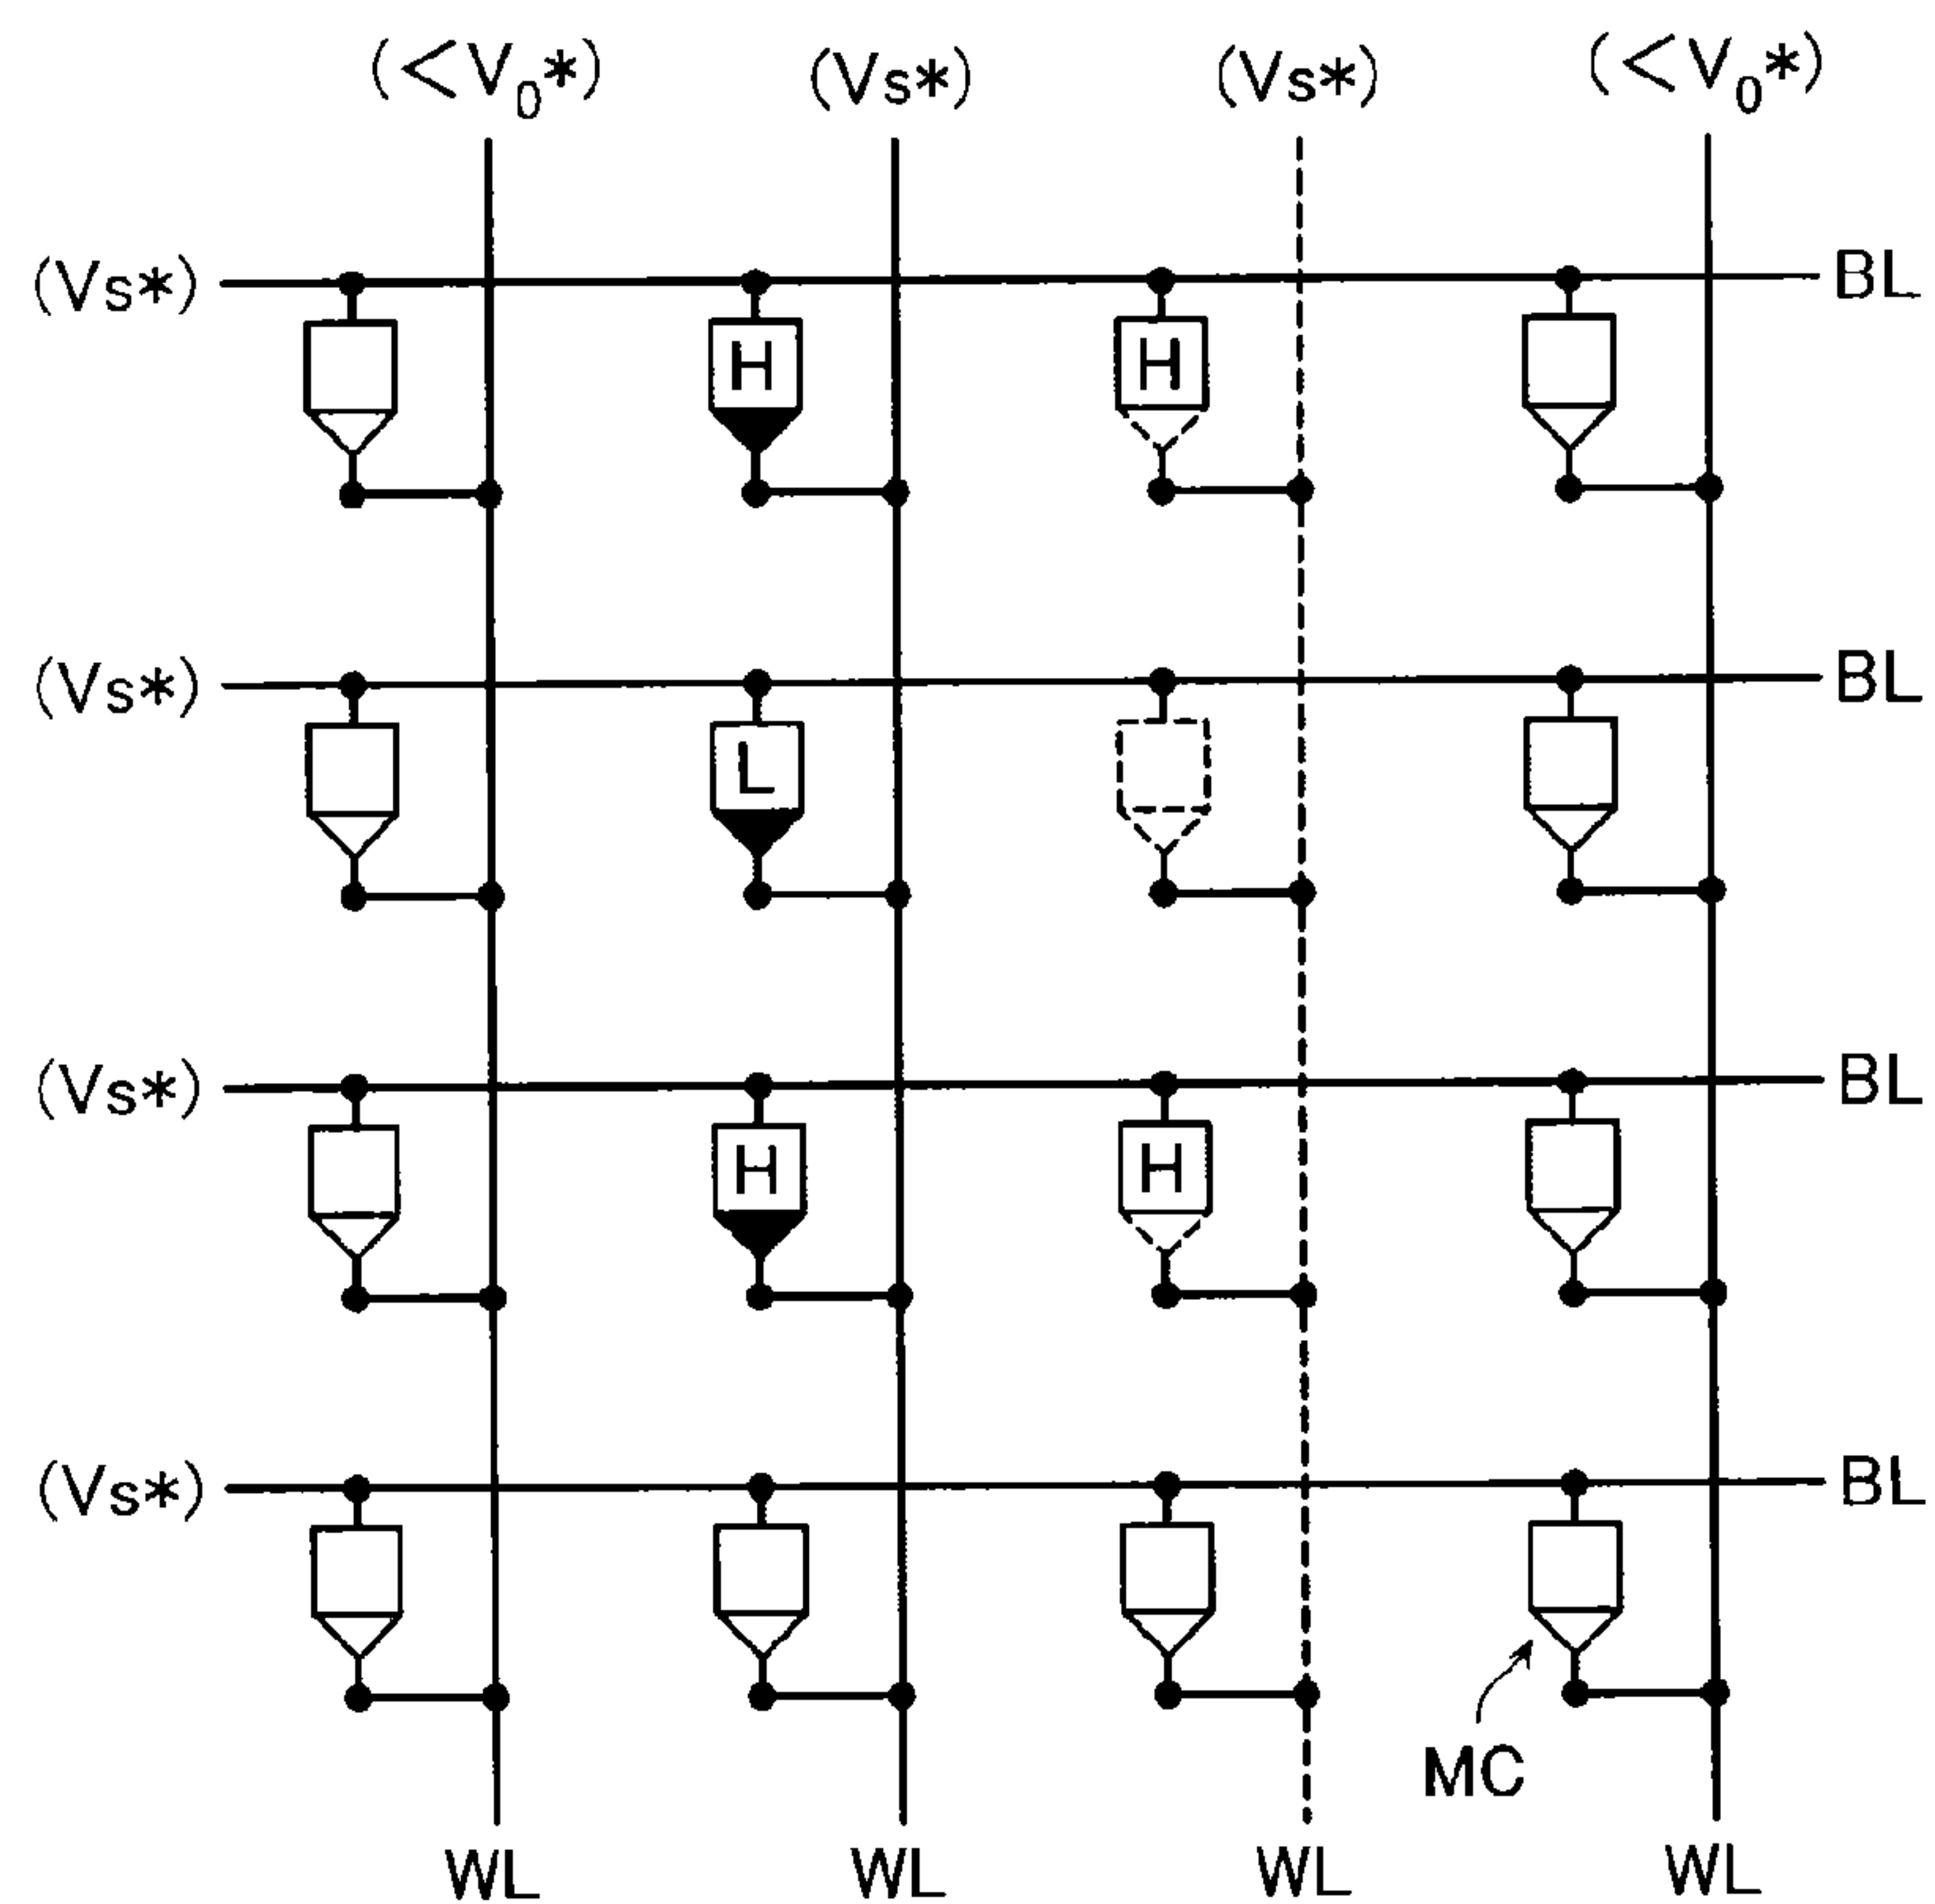 (<V₀*) (Vs*) (Vs*) (<V₀*)
(Vs*) BL
H H
(Vs*) BL
L
(Vs*) BL
H H
(Vs*) BL
MC
WL WL WL WL